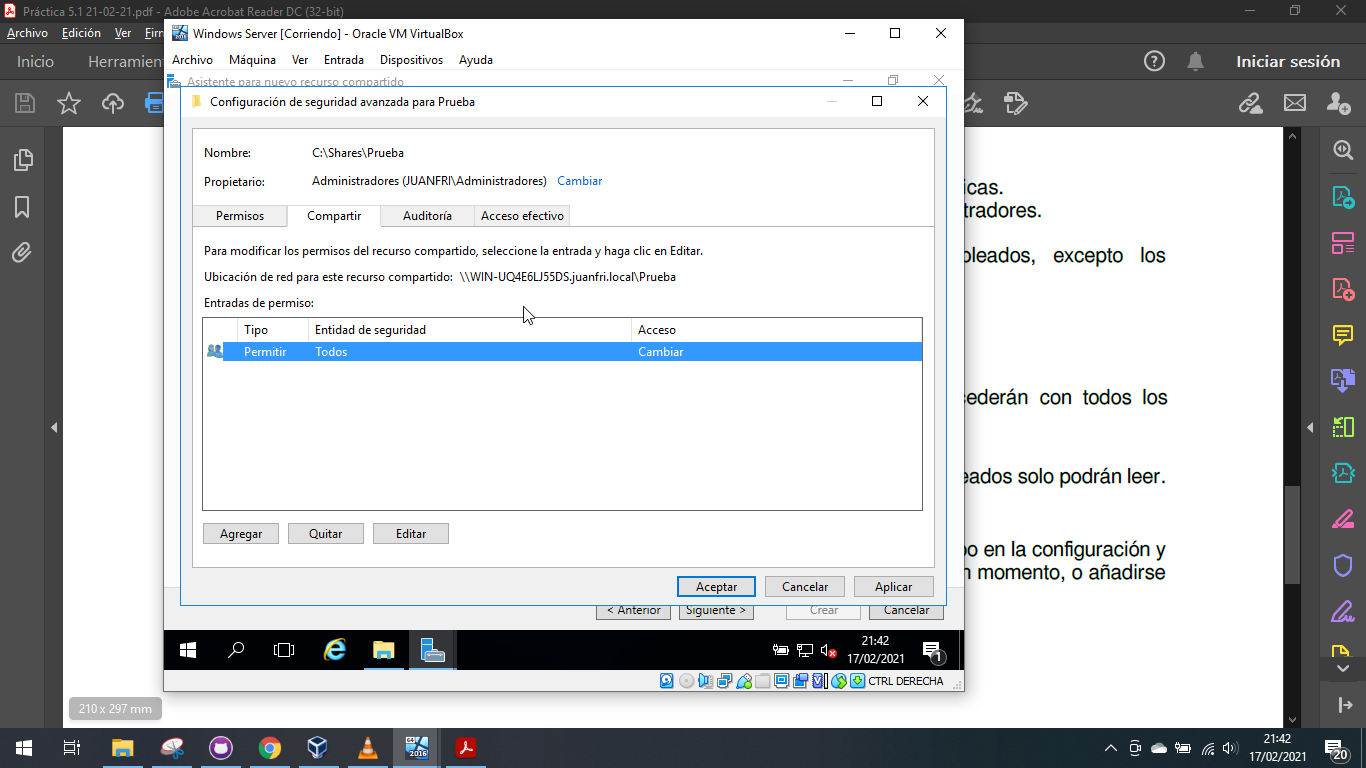 Práctica 5.1 21-02-21.pdf - Adobe Acrobat Reader DC (32-bit)
Archivo Edición Ver Firm
Inicio Herramien Iniciar sesión
Windows Server [Corriendo] - Oracle VM VirtualBox
Archivo Máquina Ver Entrada Dispositivos Ayuda
Asistente para nuevo recurso compartido
Configuración de seguridad avanzada para Prueba
Nombre: C:\Shares\Prueba
Propietario: Administradores (JUANFRI\Administradores) Cambiar
Permisos Compartir Auditoría Acceso efectivo
Para modificar los permisos del recurso compartido, seleccione la entrada y haga clic en Editar.
Ubicación de red para este recurso compartido: \\WIN-UQ4E6LJ55DS.juanfri.local\Prueba
Entradas de permiso:
Tipo Entidad de seguridad Acceso
Permitir Todos Cambiar
Agregar Quitar Editar
Aceptar Cancelar Aplicar
< Anterior Siguiente > Crear Cancelar
21:42
17/02/2021
1
CTRL DERECHA
icas.
tradores.
pleados, excepto los
cederán con todos los
eados solo podrán leer.
po en la configuración y
n momento, o añadirse
210 x 297 mm
64
2016
21:42
17/02/2021
20